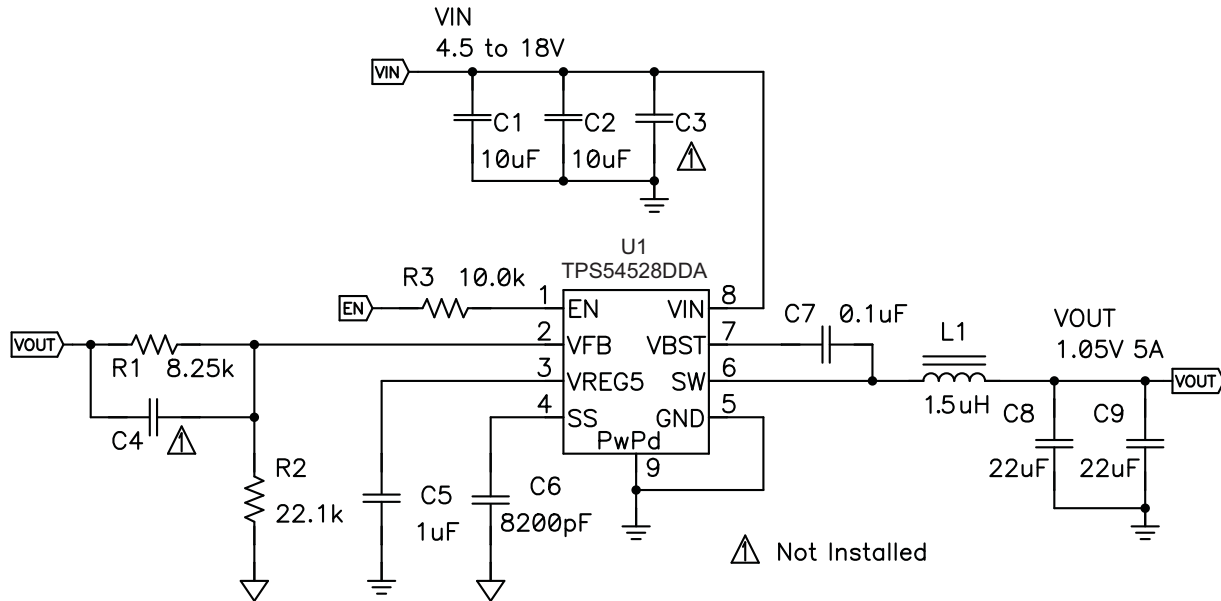 VIN
4.5 to 18V
VIN
C1
C2
C3
10uF
10uF
1
U1
TPS54528DDA
R3 10.0k
EN
1
EN
VIN
8
C7 0.1uF
VOUT
R1 8.25k
2
VFB
VBST
7
L1
VOUT
1.05V 5A
3
VREG5
SW
6
1.5uH
VOUT
C4
1
4
SS
GND
5
C8
C9
PwPd
9
22uF
22uF
R2
22.1k
C5
1uF
C6
8200pF
1 Not Installed